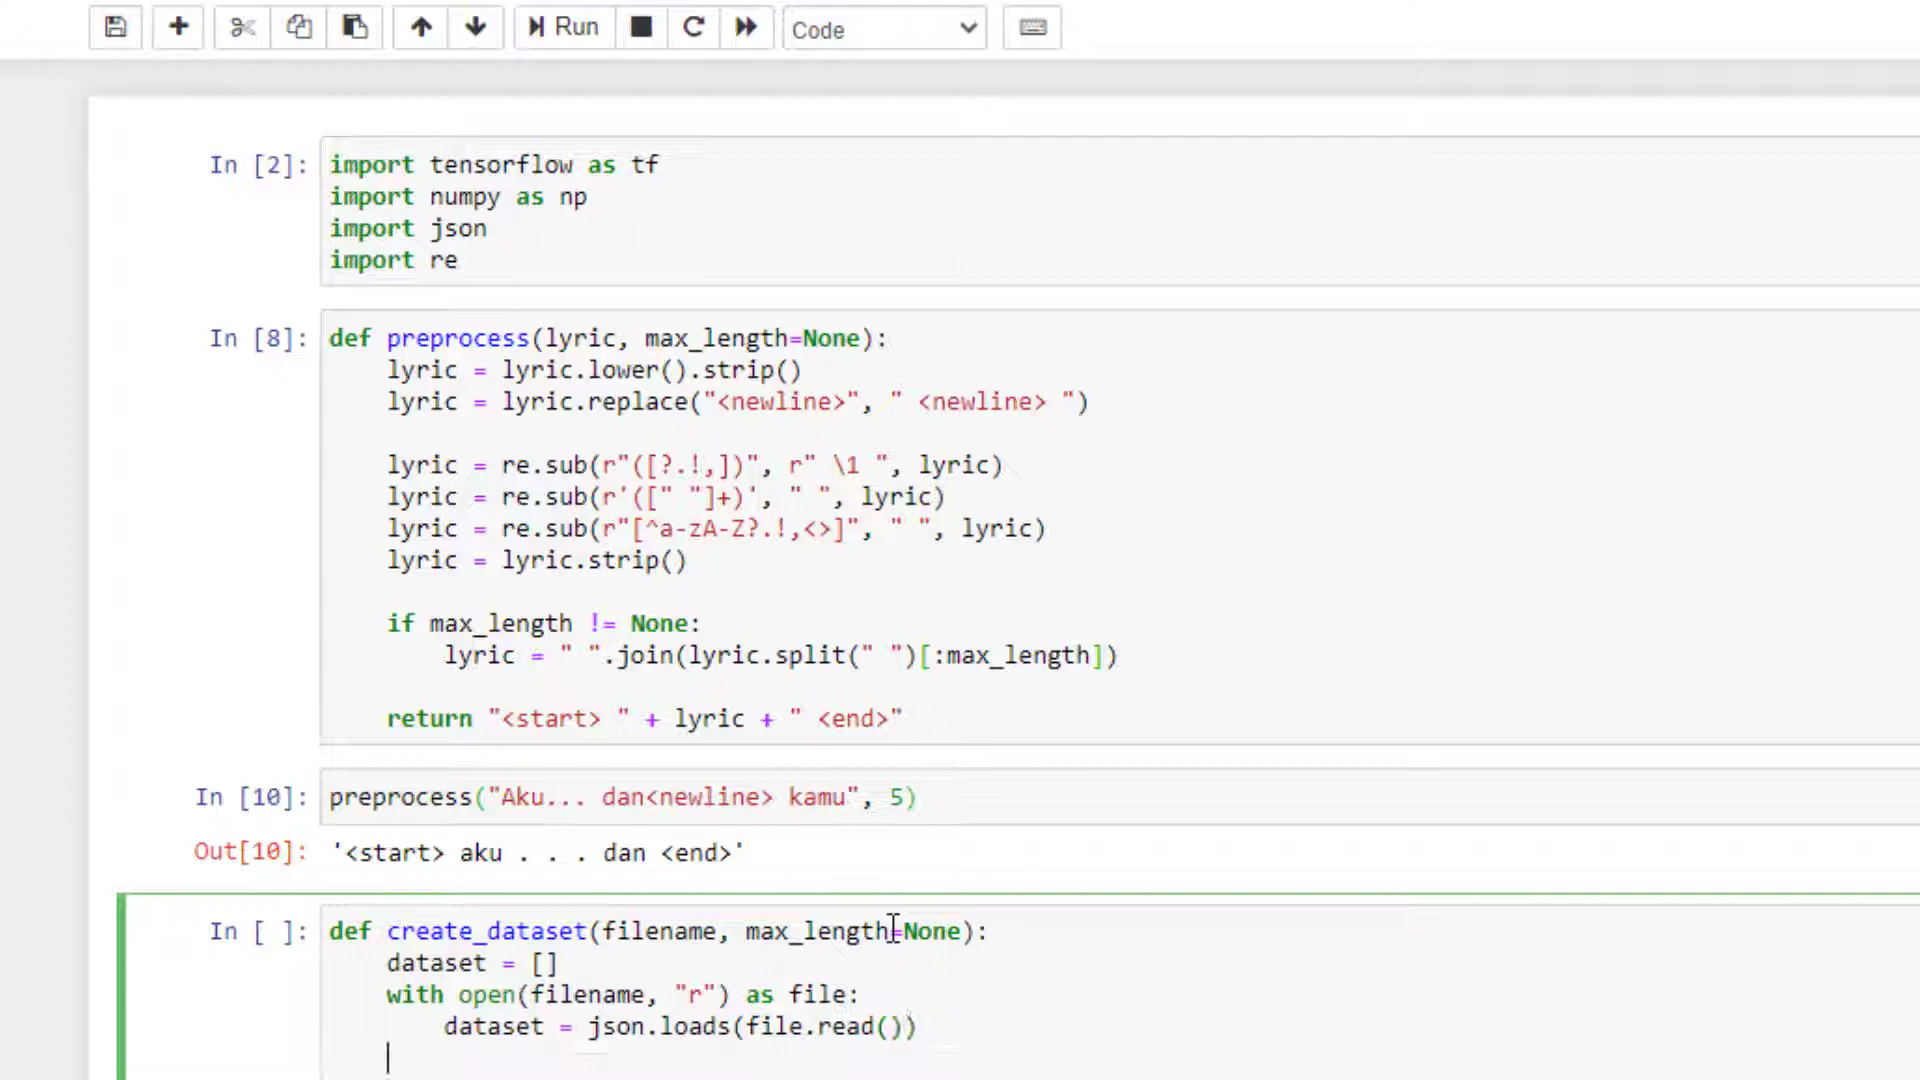 Run
Code
In [2]:
import tensorflow as tf
import numpy as np
import json
import re
In [8]:
def preprocess(lyric, max_length=None):
    lyric = lyric.lower().strip()
    lyric = lyric.replace("<newline>", " <newline> ")
    lyric = re.sub(r"([?.!,])", r" \1 ", lyric)
    lyric = re.sub(r'([" "]+)', " ", lyric)
    lyric = re.sub(r"[^a-zA-Z?.!,<>]", " ", lyric)
    lyric = lyric.strip()
    if max_length != None:
        lyric = " ".join(lyric.split(" ")[:max_length])
    return "<start> " + lyric + " <end>"
In [10]:
preprocess("Aku... dan<newline> kamu", 5)
Out[10]:
'<start> aku . . . dan <end>'
In [ ]:
def create_dataset(filename, max_length=None):
    dataset = []
    with open(filename, "r") as file:
        dataset = json.loads(file.read())